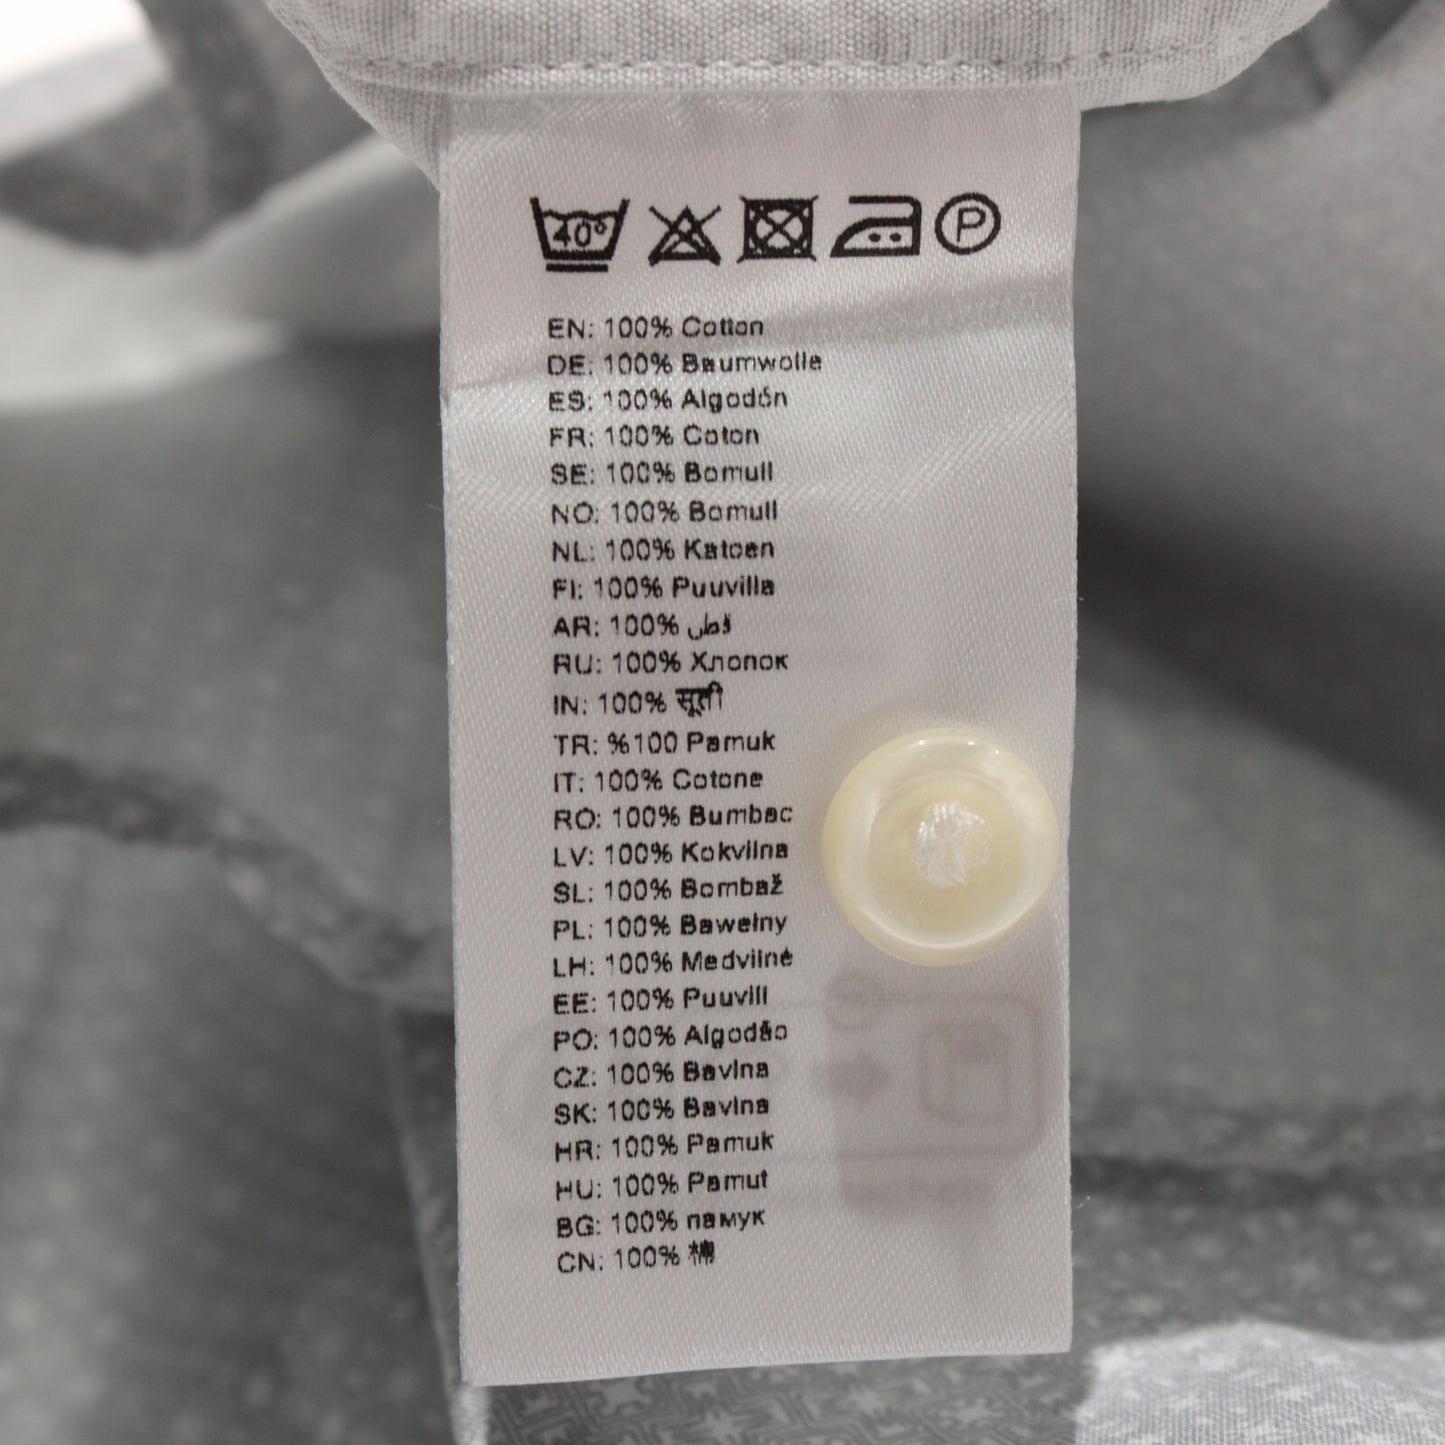 40°
P
EN: 100% Cotton
DE: 100% Baumwolle
ES: 100% Algodón
FR: 100% Coton
SE: 100% Bomull
NO: 100% Bomull
NL: 100% Katoen
FI: 100% Puuvilla
AR: 100% قطن
RU: 100% Хлопок
IN: 100% सूती
TR: %100 Pamuk
IT: 100% Cotone
RO: 100% Bumbac
LV: 100% Kokvilna
SL: 100% Bombaž
PL: 100% Bawełny
LH: 100% Medvilnė
EE: 100% Puuvill
PO: 100% Algodão
CZ: 100% Bavlna
SK: 100% Bavlna
HR: 100% Pamuk
HU: 100% Pamut
BG: 100% памук
CN: 100% 棉